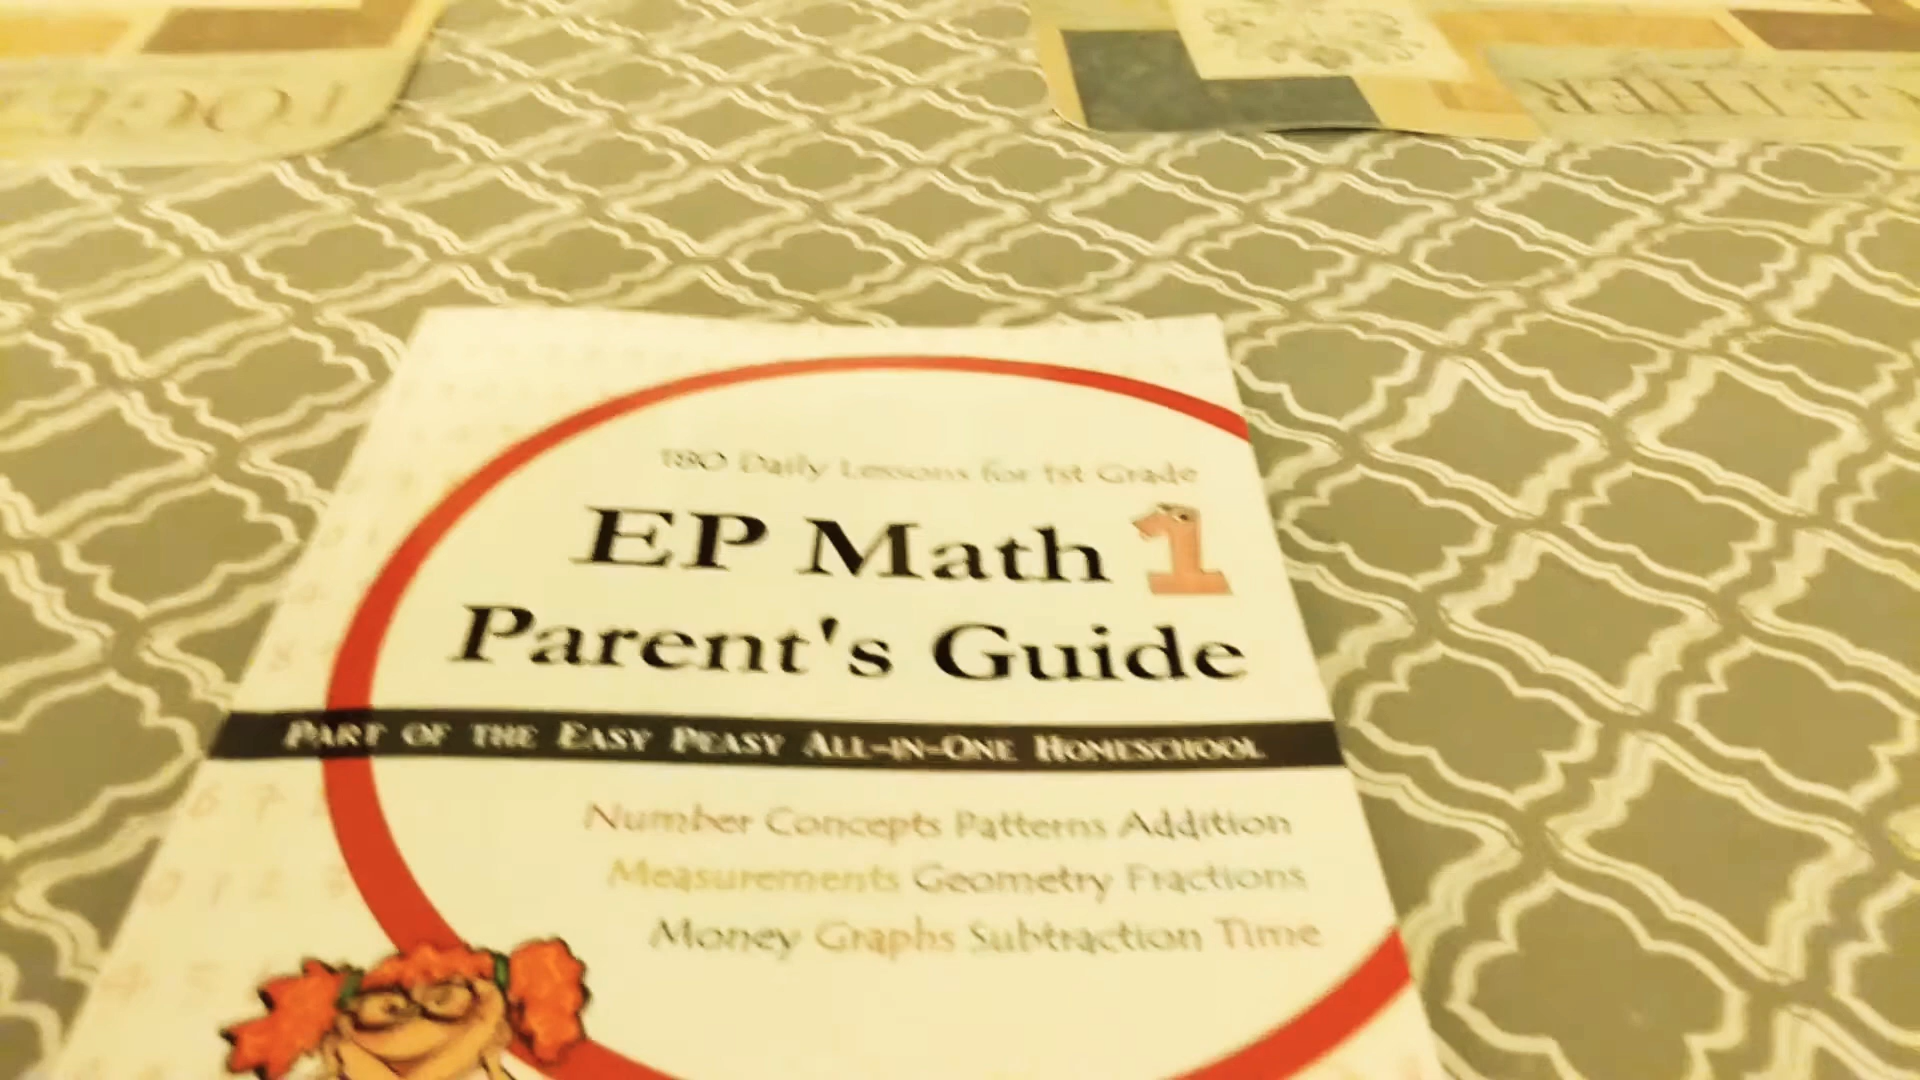 180 Daily Lessons for 1st Grade
EP Math 1
Parent's Guide
PART OF THE EASY PEASY ALL-IN-ONE HOMESCHOOL
Number Concepts Patterns Addition
Measurements Geometry Fractions
Money Graphs Subtraction Time